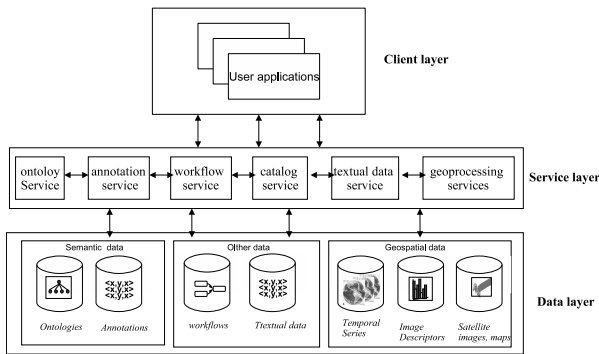 User applications
Client layer
ontoloy
Service
annotation
service
workflow
service
catalog
service
textual data
service
geoprocessing
services
Service layer
Semantic data
Olther data
Geospatial data
<x,y,x>
<x,y,x>
<x,y,x>
<x,y,x>
<x,y,x>
<x,y,x>
Ontologies
Annotations
workflows
Ttextual data
Temporal
Series
Image
Descriptors
Satellite
images, maps
Data layer